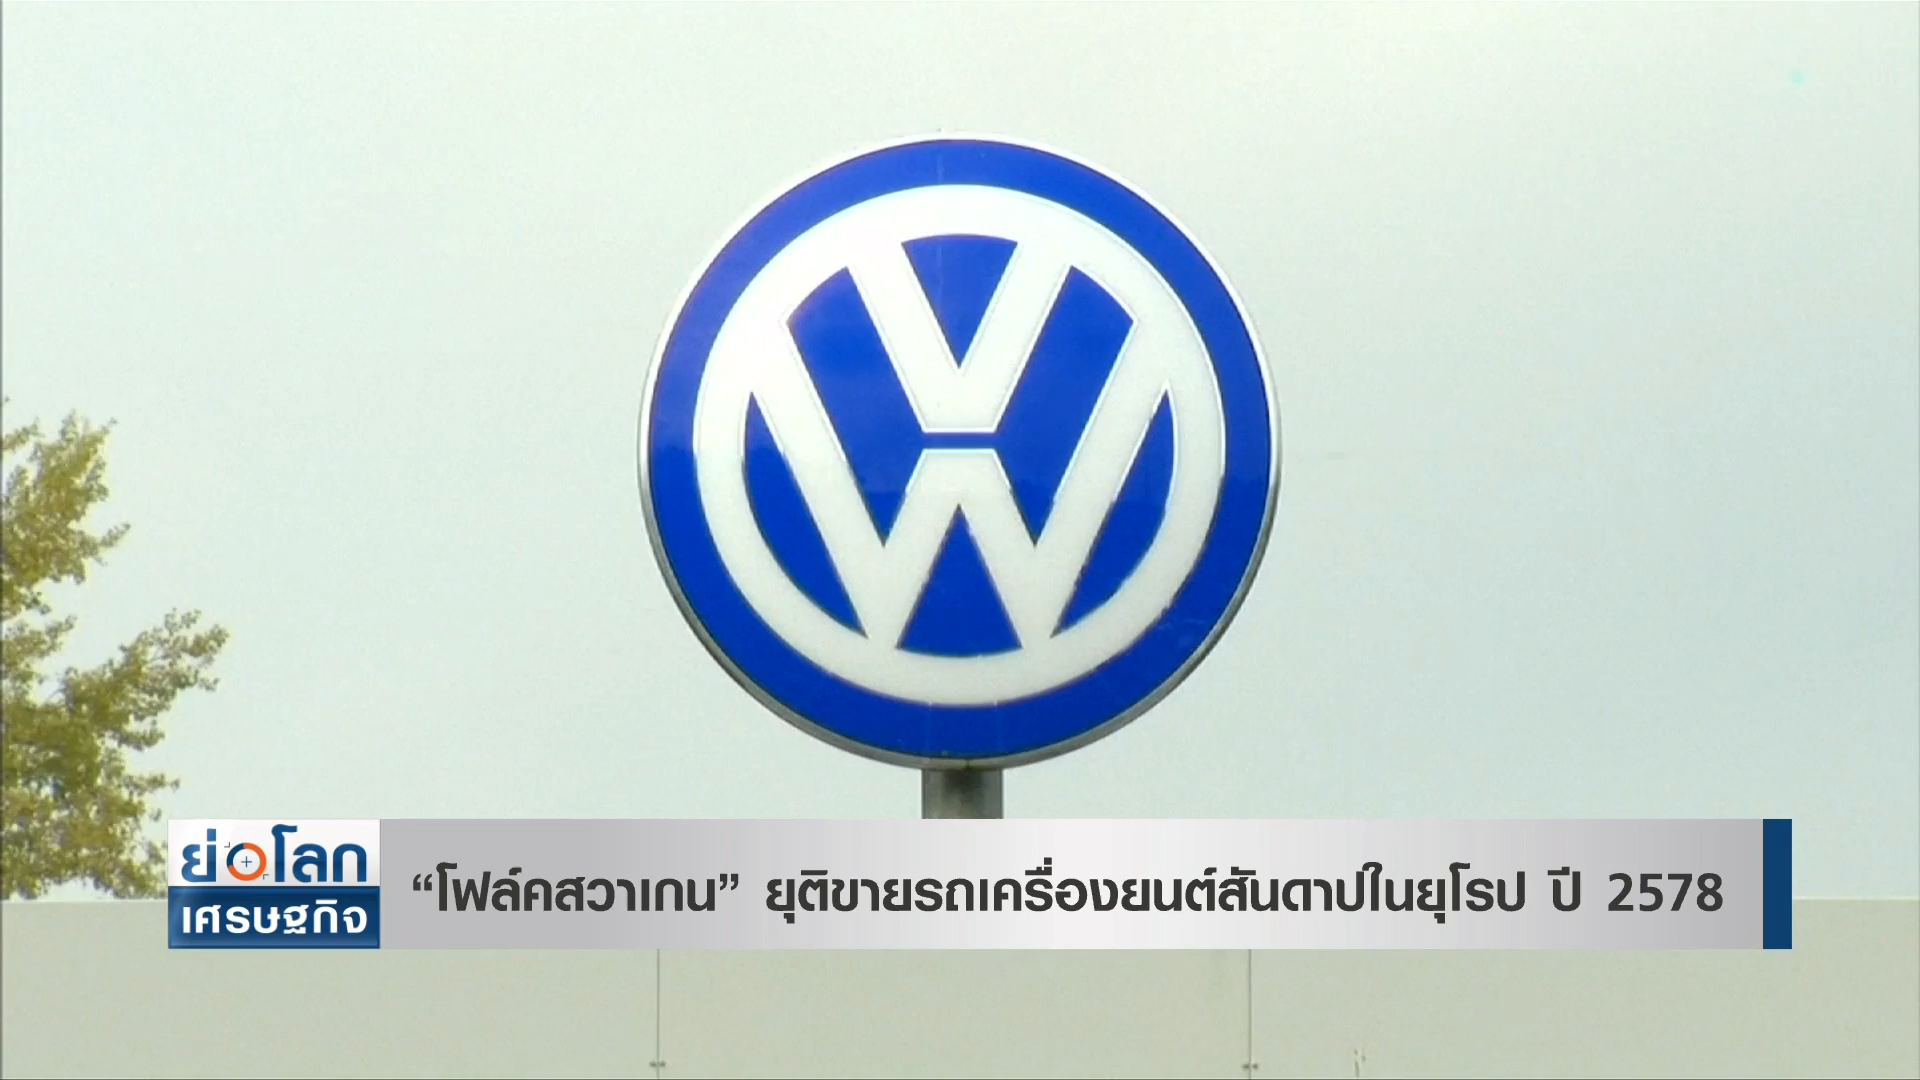 VW
ย่อโลก
เศรษฐกิจ
“โฟล์คสวาเกน” ยุติขายรถเครื่องยนต์สันดาปในยุโรป ปี 2578